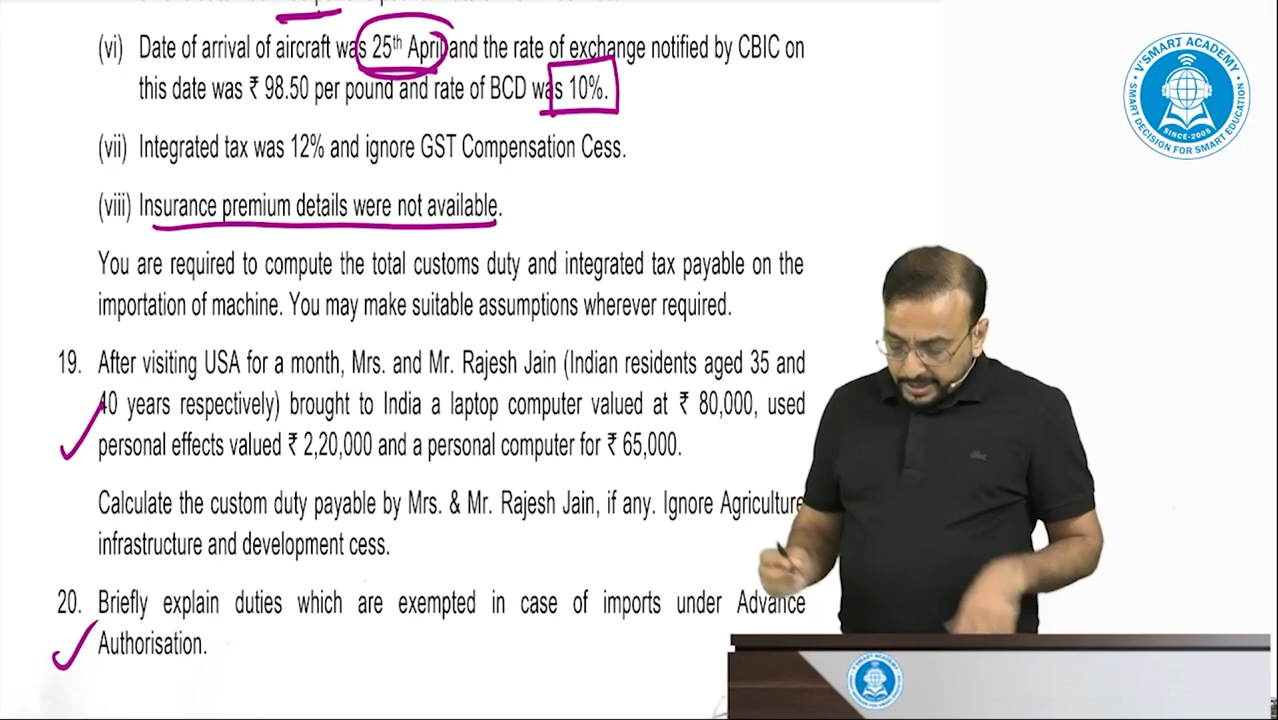 (vi) Date of arrival of aircraft was 25th April and the rate of exchange notified by CBIC on
this date was ₹ 98.50 per pound and rate of BCD was 10%.
(vii) Integrated tax was 12% and ignore GST Compensation Cess.
(viii) Insurance premium details were not available.
You are required to compute the total customs duty and integrated tax payable on the
importation of machine. You may make suitable assumptions wherever required.
19. After visiting USA for a month, Mrs. and Mr. Rajesh Jain (Indian residents aged 35 and
40 years respectively) brought to India a laptop computer valued at ₹ 80,000, used
personal effects valued ₹ 2,20,000 and a personal computer for ₹ 65,000.
Calculate the custom duty payable by Mrs. & Mr. Rajesh Jain, if any. Ignore Agriculture
infrastructure and development cess.
20. Briefly explain duties which are exempted in case of imports under Advance
Authorisation.
V'SMART ACADEMY
SINCE-2005
SMART DECISION FOR SMART EDUCATION